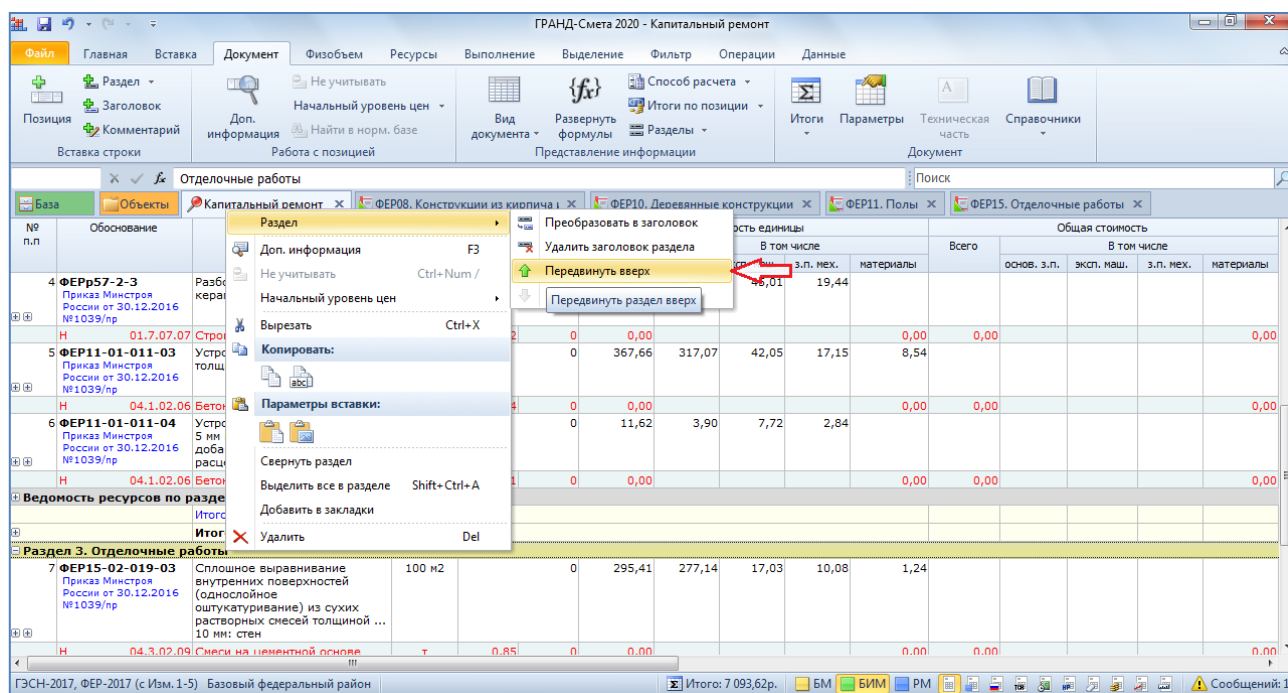 ГРАНД-Смета 2020 - Капитальный ремонт
Файл Главная Вставка Документ Физобъем Ресурсы Выполнение Выделение Фильтр Операции Данные
Позиция
Раздел
Заголовок
Комментарий
Вставка строки
Доп. информация
Не учитывать
Начальный уровень цен
Найти в норм. базе
Работа с позицией
Вид документа
Развернуть формулы
Способ расчета
Итоги по позиции
Разделы
Представление информации
Итоги
Параметры
Техническая часть
Справочники
Документ
fx Отделочные работы
Поиск
База Объекты Капитальный ремонт ФЕР08. Конструкции из кирпича ФЕР10. Деревянные конструкции ФЕР11. Полы ФЕР15. Отделочные работы
№ п.п Обоснование
В том числе
з.п. мех. материалы
Общая стоимость
Всего В том числе
основ. з.п. эксп. маш. з.п. мех. материалы
Раздел
Доп. информация F3
Не учитывать Ctrl+Num /
Начальный уровень цен
Вырезать Ctrl+X
Копировать:
abc
Параметры вставки:
Свернуть раздел
Выделить все в разделе Shift+Ctrl+A
Добавить в закладки
Удалить Del
Преобразовать в заголовок
Удалить заголовок раздела
Передвинуть вверх
Передвинуть раздел вверх
4 ФЕРр57-2-3 19,44
Приказ Минстроя
России от 30.12.2016
№1039/пр
Н 01.7.07.07 0 0,00 0,00 0,00 0,00
5 ФЕР11-01-011-03 0 367,66 317,07 42,05 17,15 8,54
Приказ Минстроя
России от 30.12.2016
№1039/пр
Н 04.1.02.06 0 0,00 0,00 0,00 0,00
6 ФЕР11-01-011-04 0 11,62 3,90 7,72 2,84
Приказ Минстроя 5 мм
России от 30.12.2016
№1039/пр
Н 04.1.02.06 0 0,00 0,00 0,00 0,00
Ведомость ресурсов по разде
Раздел 3. Отделочные работы
7 ФЕР15-02-019-03 Сплошное выравнивание 100 м2 0 295,41 277,14 17,03 10,08 1,24
Приказ Минстроя внутренних поверхностей
России от 30.12.2016 (однослойное
№1039/пр оштукатуривание) из сухих
растворных смесей толщиной ...
10 мм: стен
Н 04.3.02.09 Смеси на цементной основе т 0,85 0 0,00 0,00 0,00 0,00
ГЭСН-2017, ФЕР-2017 (с Изм. 1-5) Базовый федеральный район Итого: 7 093,62р. БМ БИМ РМ Сообщений:1